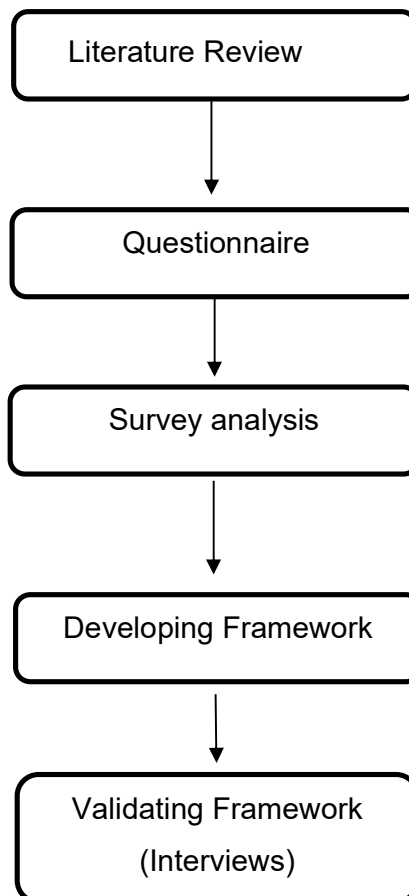 Literature Review
Questionnaire
Survey analysis
Developing Framework
Validating Framework
(Interviews)